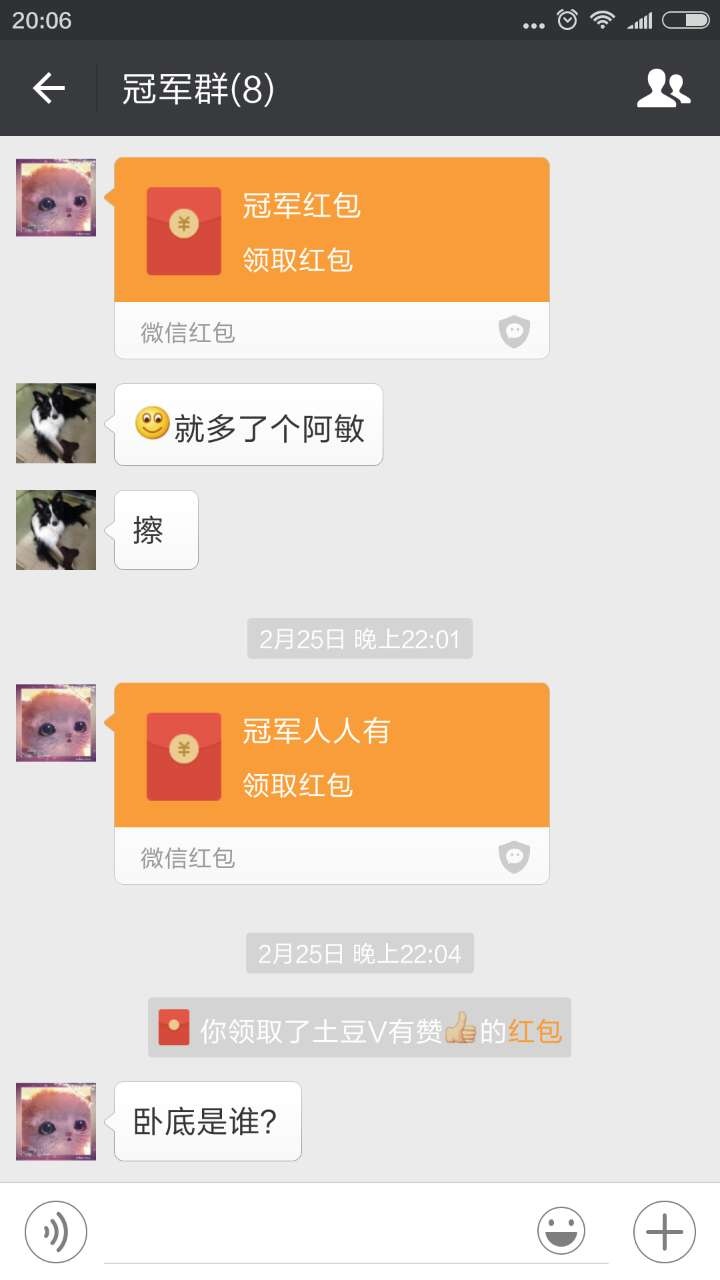 20:06
冠军群(8)
冠军红包
领取红包
微信红包
就多了个阿敏
擦
2月25日 晚上22:01
冠军人人有
领取红包
微信红包
2月25日 晚上22:04
你领取了土豆V有赞👍的红包
卧底是谁?